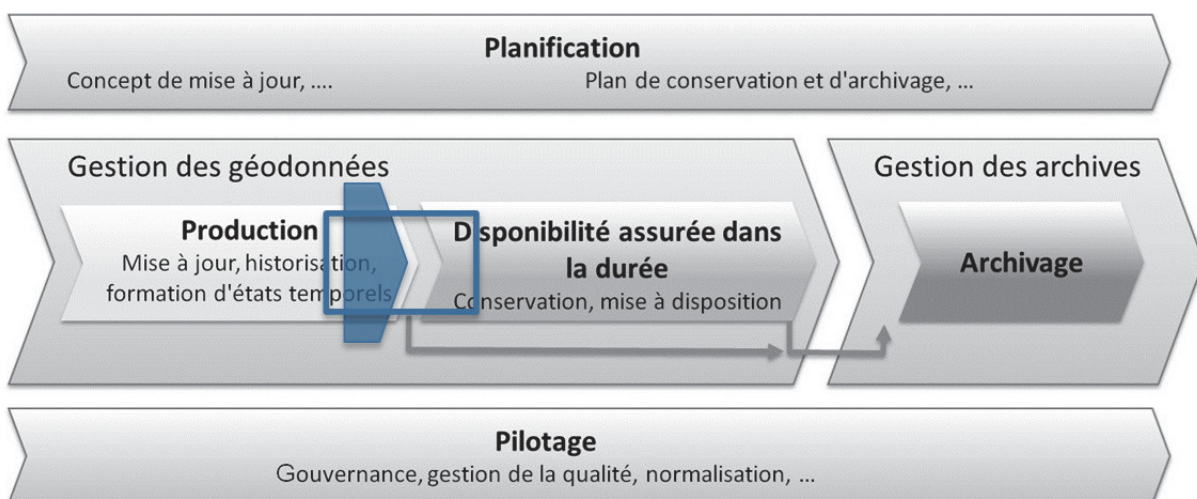 Planification
Concept de mise à jour, ....
Plan de conservation et d'archivage, ...
Gestion des géodonnées
Production
Mise à jour, historisation,
formation d'états temporels
Disponibilité assurée dans
la durée
Conservation, mise à disposition
Gestion des archives
Archivage
Pilotage
Gouvernance, gestion de la qualité, normalisation, ...